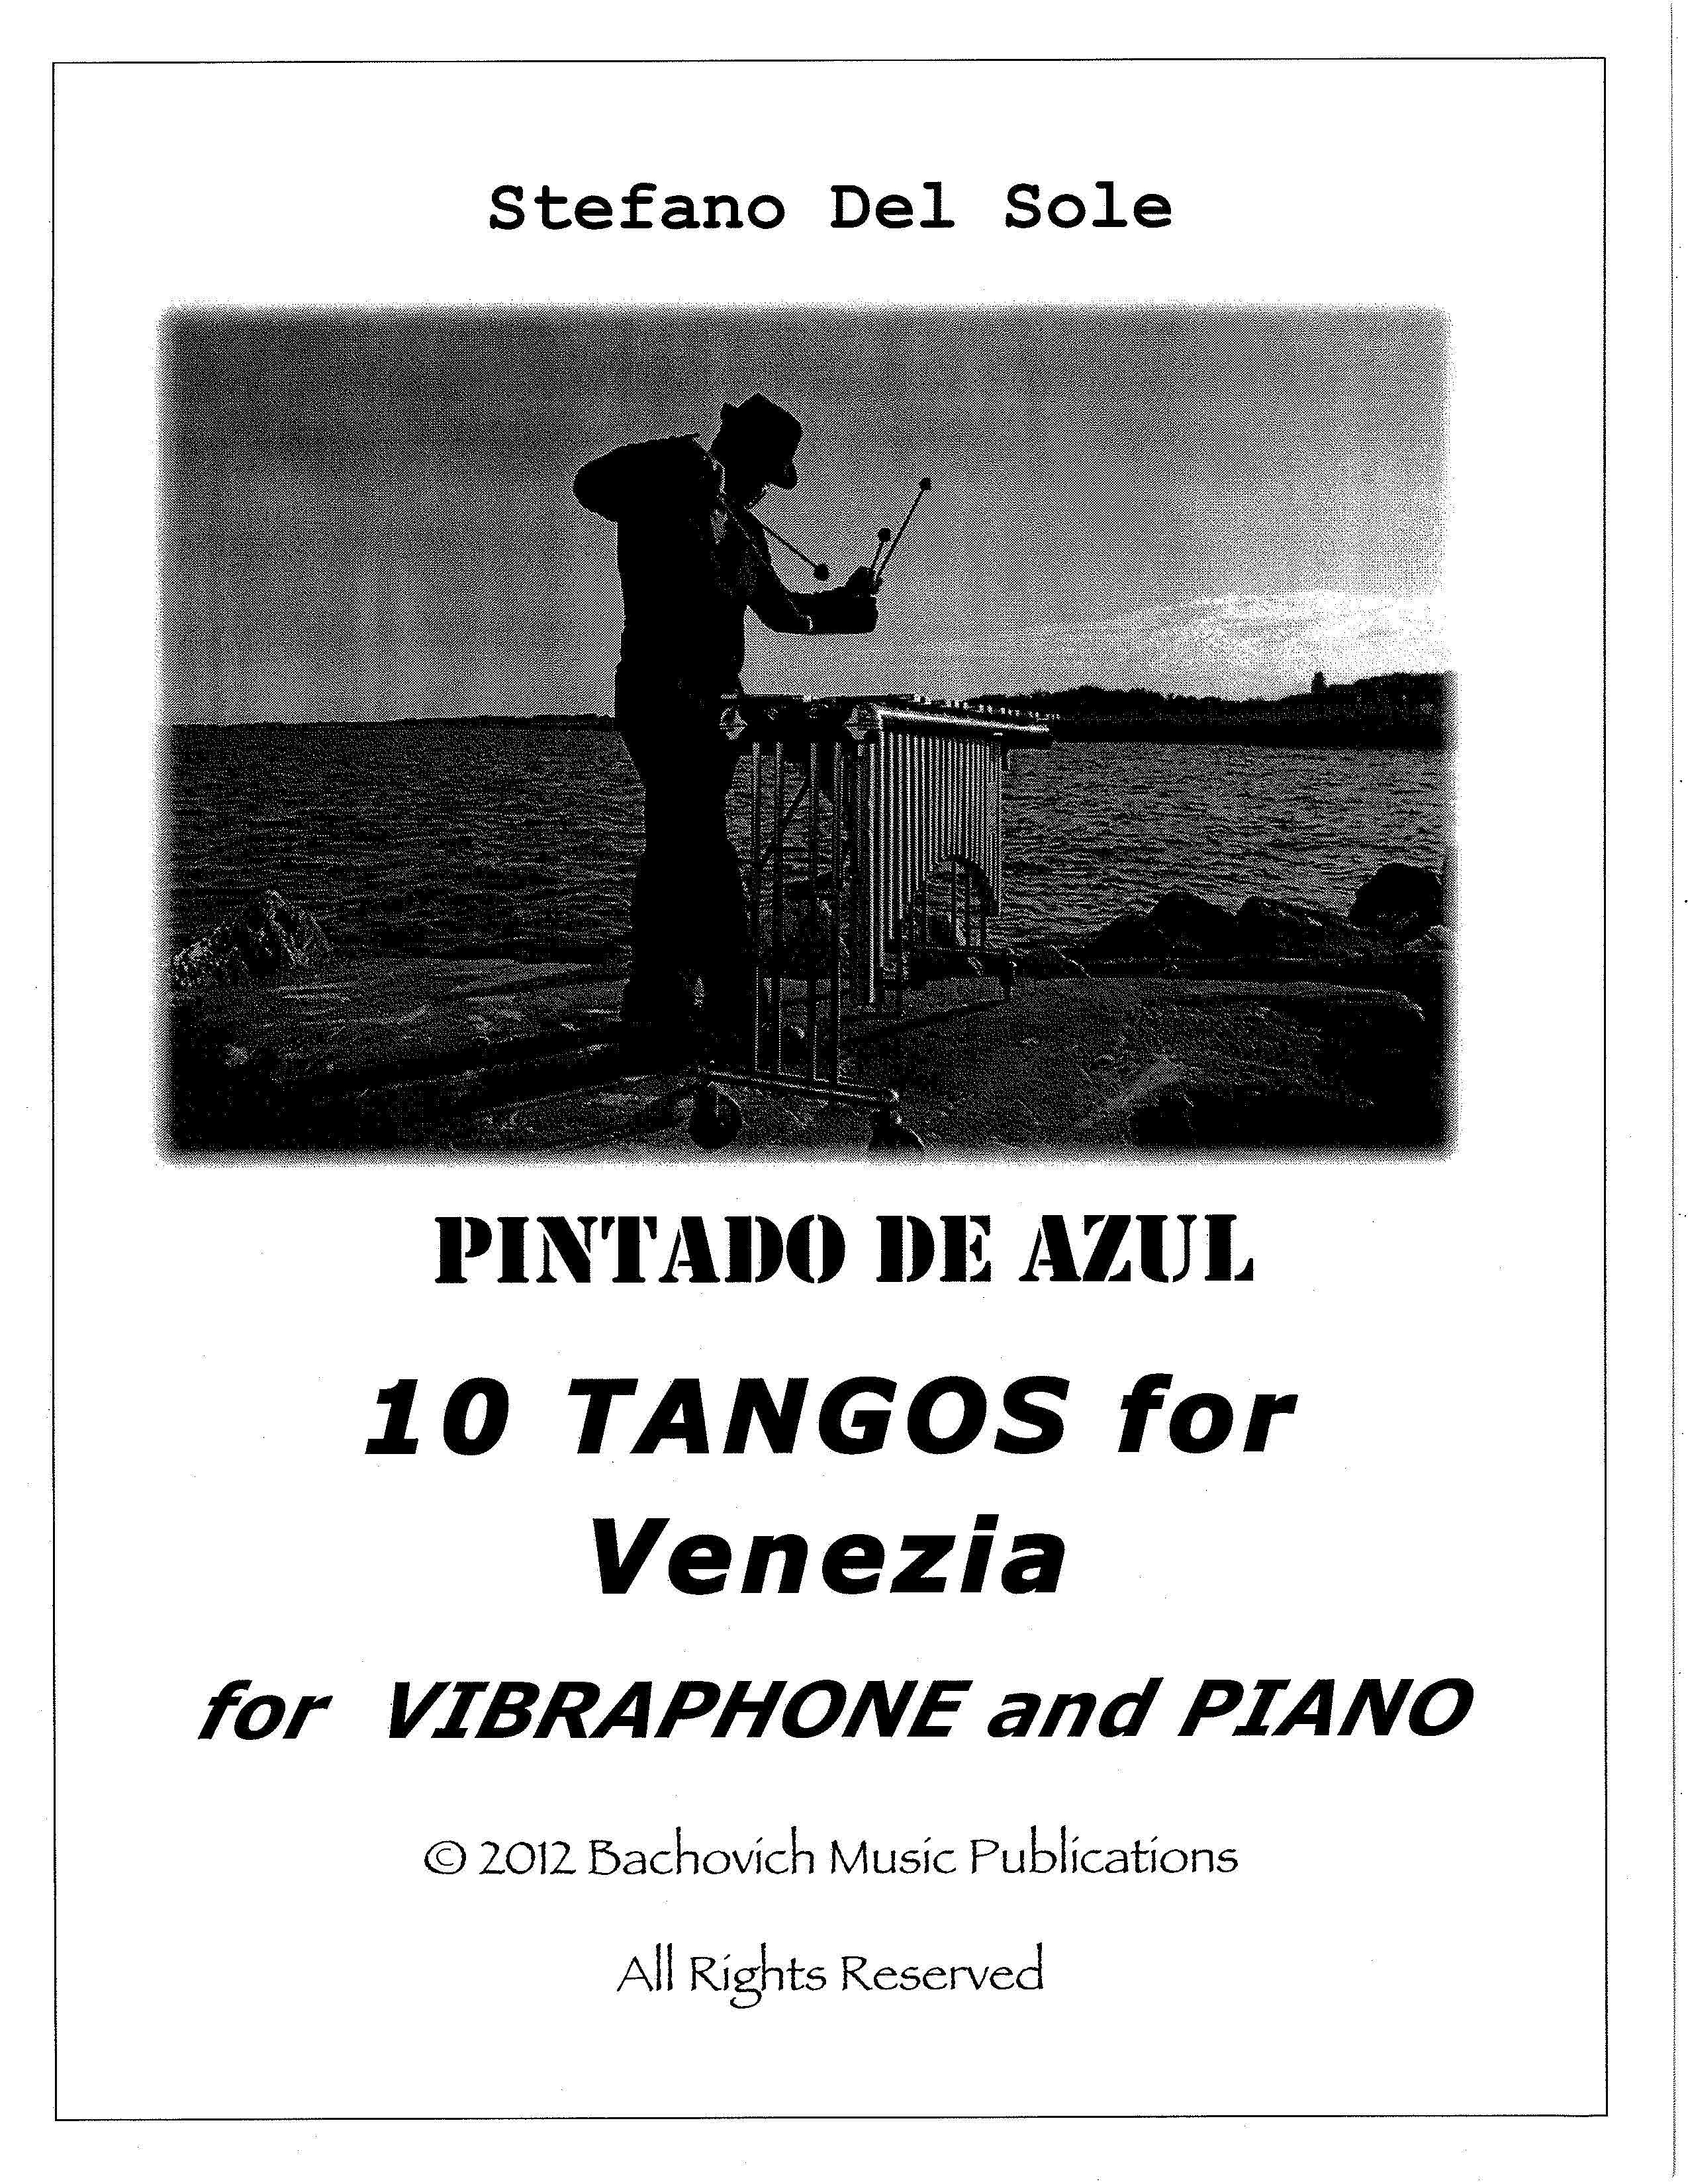 Stefano Del Sole
PINTADO DE AZUL
10 TANGOS for
Venezia
for VIBRAPHONE and PIANO
© 2012 Bachovich Music Publications
All Rights Reserved